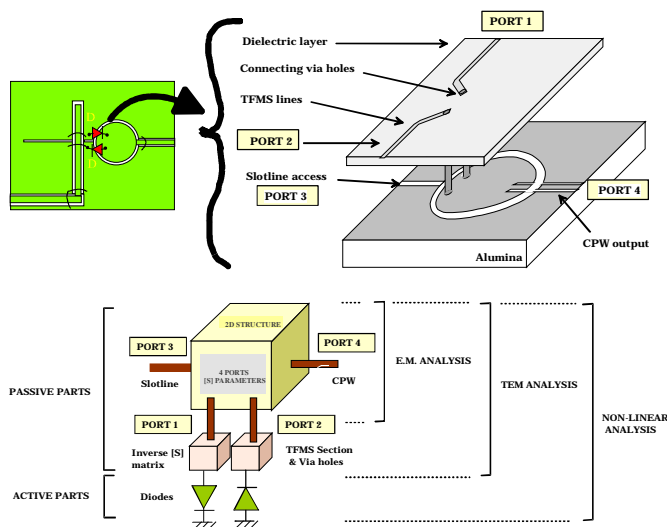 PORT 1
Dielectric layer
Connecting via holes
TFMS lines
D
D
PORT 2
Slotline access
PORT 3
PORT 4
CPW output
Alumina
2D STRUCTURE
PORT 3
PORT 4
E.M. ANALYSIS
4 PORTS
[S] PARAMETERS
Slotline
CPW
TEM ANALYSIS
PASSIVE PARTS
NON-LINEAR
ANALYSIS
PORT 1
PORT 2
Inverse [S]
matrix
TFMS Section
& Via holes
ACTIVE PARTS
Diodes